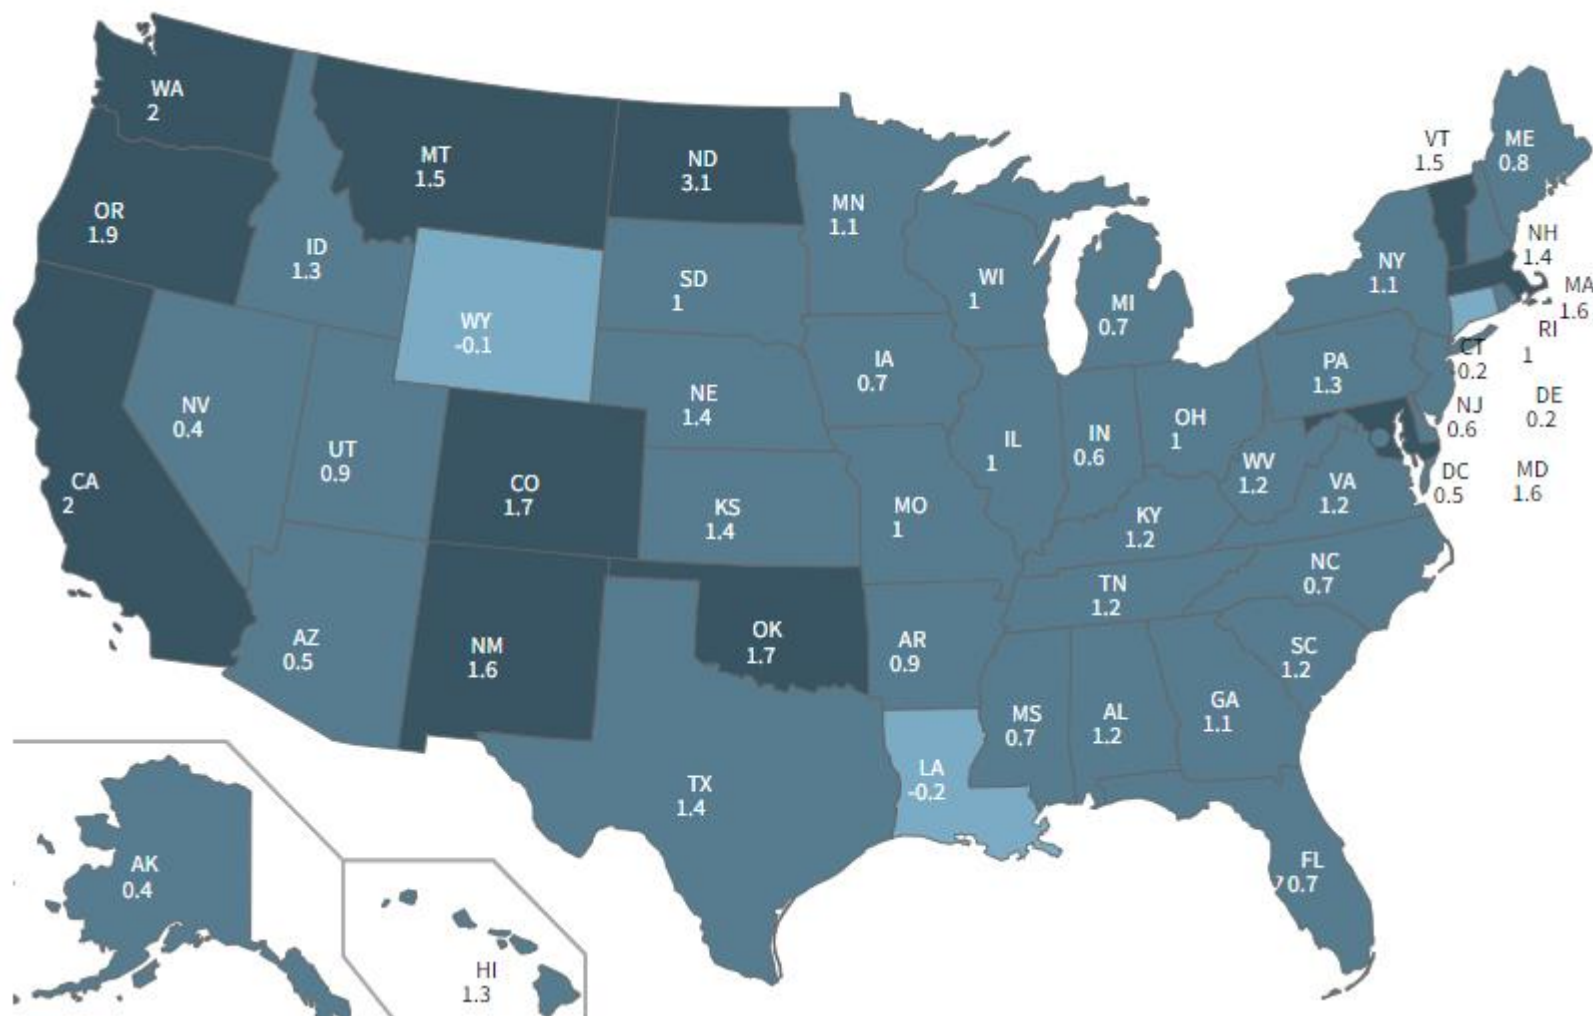 WA
2
OR
1.9
CA
2
ID
1.3
NV
0.4
MT
1.5
WY
-0.1
UT
0.9
AZ
0.5
CO
1.7
NM
1.6
ND
3.1
SD
1
NE
1.4
KS
1.4
OK
1.7
TX
1.4
MN
1.1
IA
0.7
MO
1
AR
0.9
LA
-0.2
WI
1
IL
1
MI
0.7
IN
0.6
OH
1
KY
1.2
TN
1.2
MS
0.7
AL
1.2
GA
1.1
FL
0.7
SC
1.2
NC
0.7
VA
1.2
WV
1.2
PA
1.3
NY
1.1
VT
1.5
ME
0.8
NH
1.4
MA
1.6
RI
1
CT
-0.2
NJ
0.6
DE
0.2
DC
0.5
MD
1.6
AK
0.4
HI
1.3